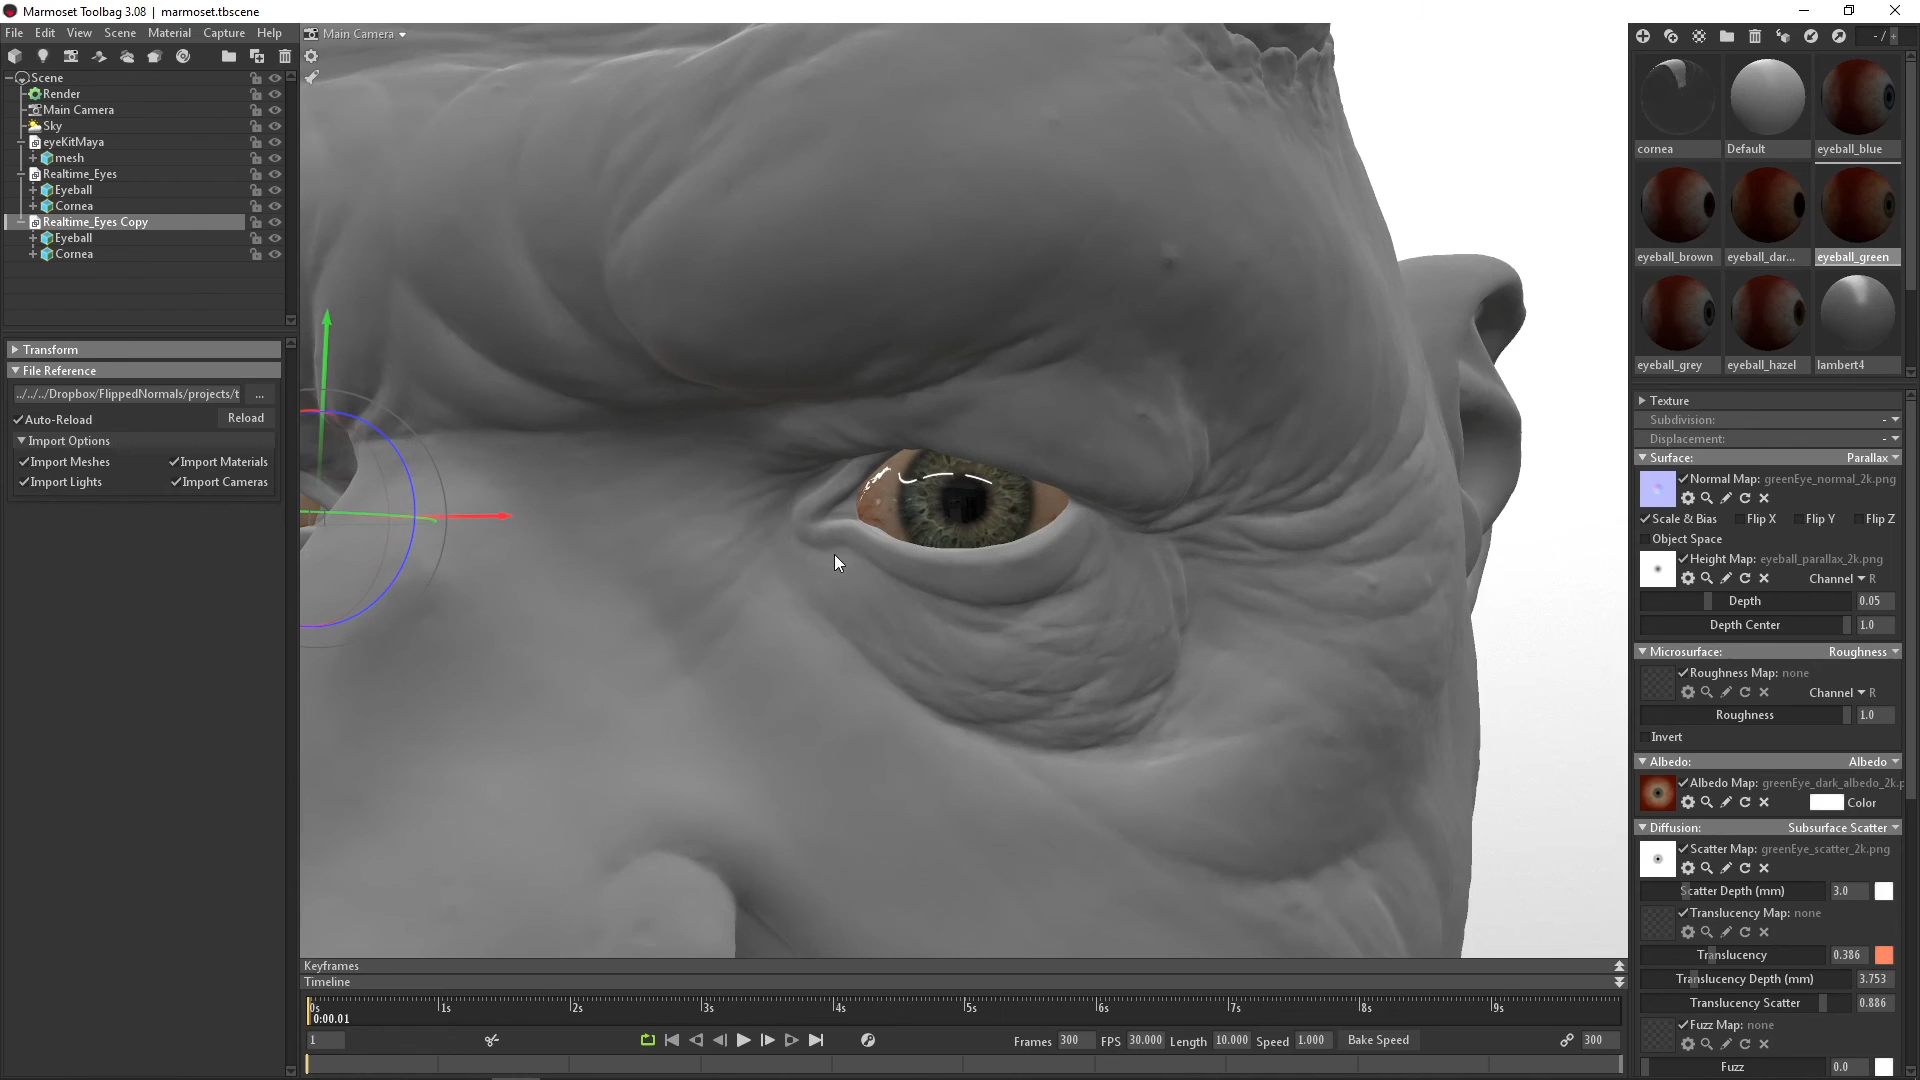 Marmoset Toolbag 3.08 | marmoset.tbscene
File Edit View Scene Material Capture Help
Main Camera
- / +
Scene
Render
Main Camera
Sky
eyeKitMaya
mesh
Realtime_Eyes
Eyeball
Cornea
Realtime_Eyes Copy
Eyeball
Cornea
Transform
File Reference
../../../Dropbox/FlippedNormals/projects/t ...
Auto-Reload Reload
Import Options
Import Meshes Import Materials
Import Lights Import Cameras
cornea Default eyeball_blue
eyeball_brown eyeball_dar... eyeball_green
eyeball_grey eyeball_hazel lambert4
Texture
Subdivision: -
Displacement: -
Surface: Parallax
Normal Map: greenEye_normal_2k.png
Scale & Bias Flip X Flip Y Flip Z
Object Space
Height Map: eyeball_parallax_2k.png
Channel R
Depth 0.05
Depth Center 1.0
Microsurface: Roughness
Roughness Map: none
Channel R
Roughness 1.0
Invert
Albedo: Albedo
Albedo Map: greenEye_dark_albedo_2k.p
Color
Diffusion: Subsurface Scatter
Scatter Map: greenEye_scatter_2k.png
Scatter Depth (mm) 3.0
Translucency Map: none
Translucency 0.386
Translucency Depth (mm) 3.753
Translucency Scatter 0.886
Fuzz Map: none
Fuzz 0.0
Keyframes
Timeline
0s 1s 2s 3s 4s 5s 6s 7s 8s 9s
0:00.01
1 Frames 300 FPS 30.000 Length 10.000 Speed 1.000 Bake Speed 300